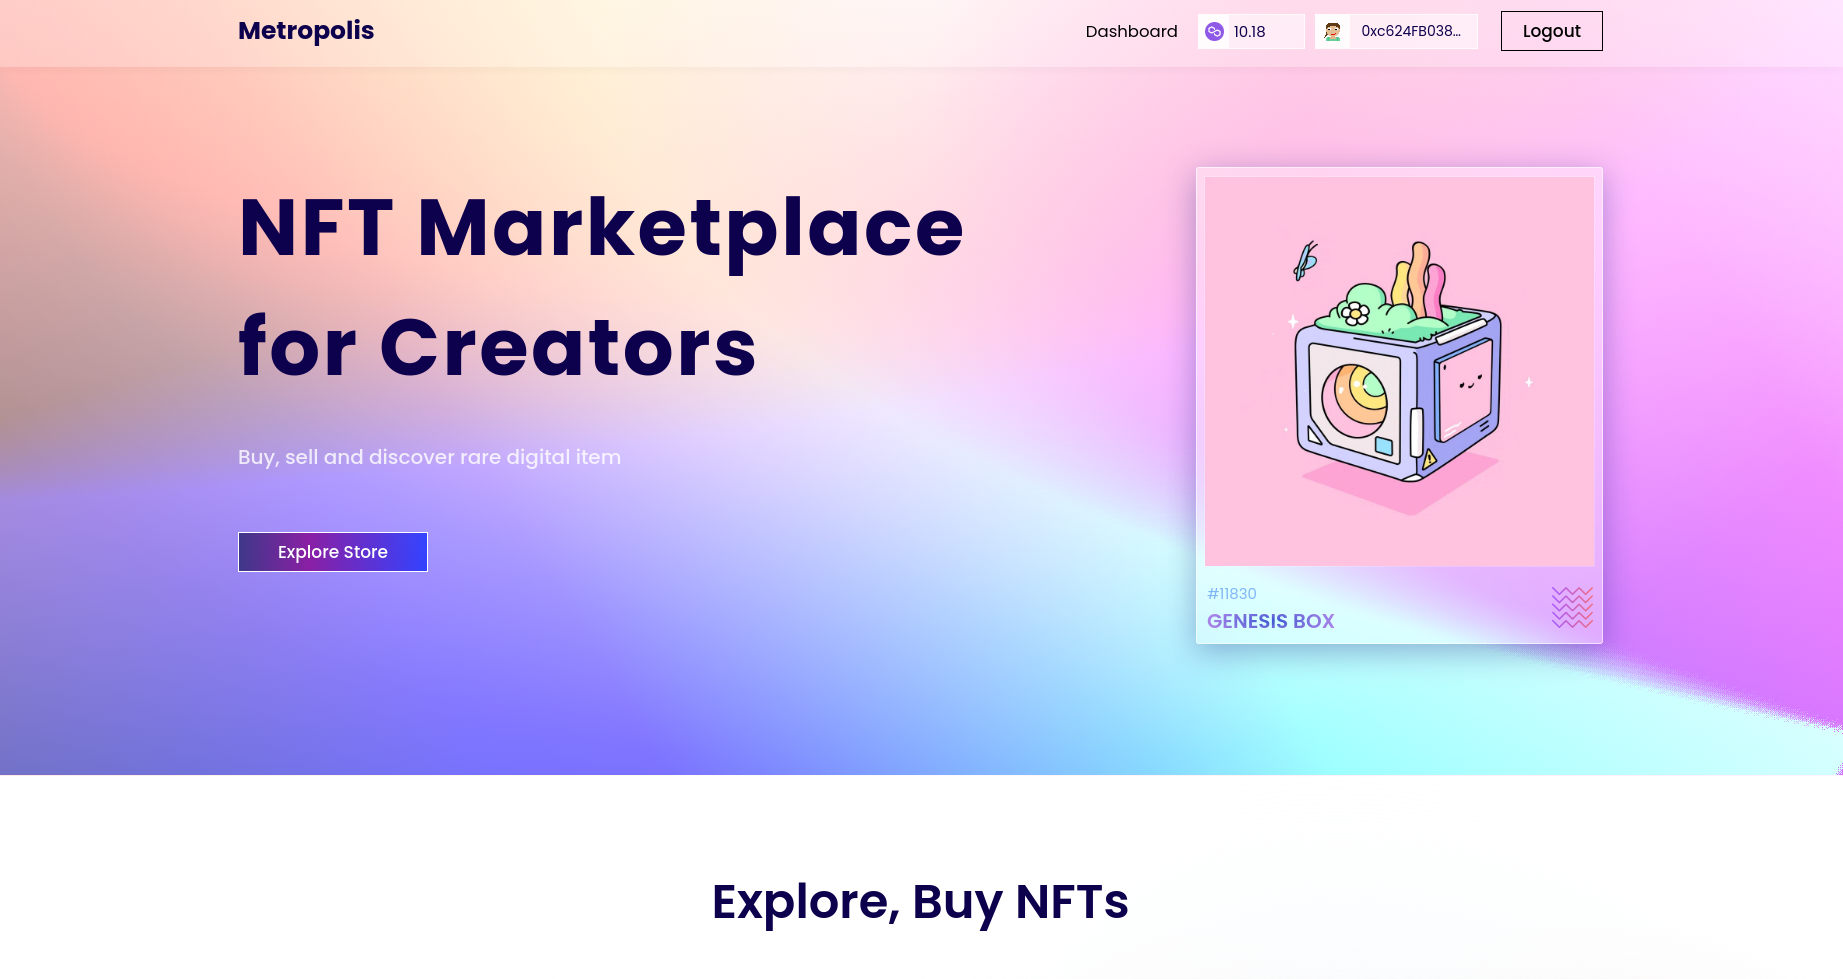 Metropolis
Dashboard
10.18
0xc624FB038...
Logout
NFT Marketplace
for Creators
Buy, sell and discover rare digital item
Explore Store
#11830
GENESIS BOX
Explore, Buy NFTs